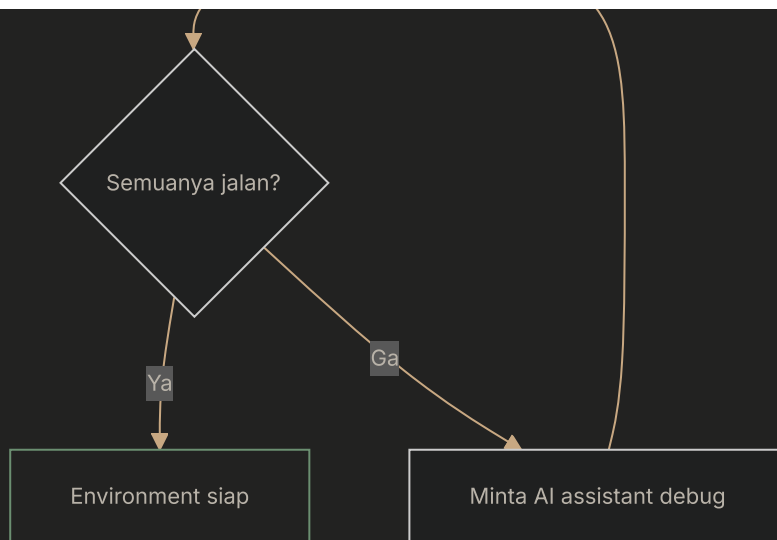 Semuanya jalan?
Ga
Ya
Environment siap
Minta AI assistant debug